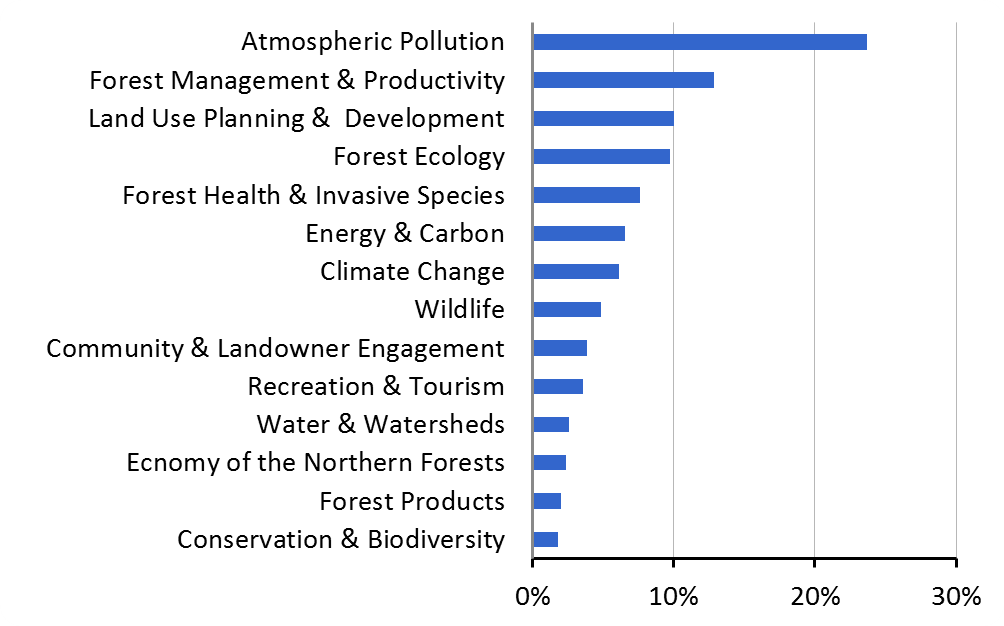 Atmospheric Pollution
Forest Management & Productivity
Land Use Planning &  Development
Forest Ecology
Forest Health & Invasive Species
Energy & Carbon
Climate Change
Wildlife
Community & Landowner Engagement
Recreation & Tourism
Water & Watersheds
Ecnomy of the Northern Forests
Forest Products
Conservation & Biodiversity
0% 10% 20% 30%